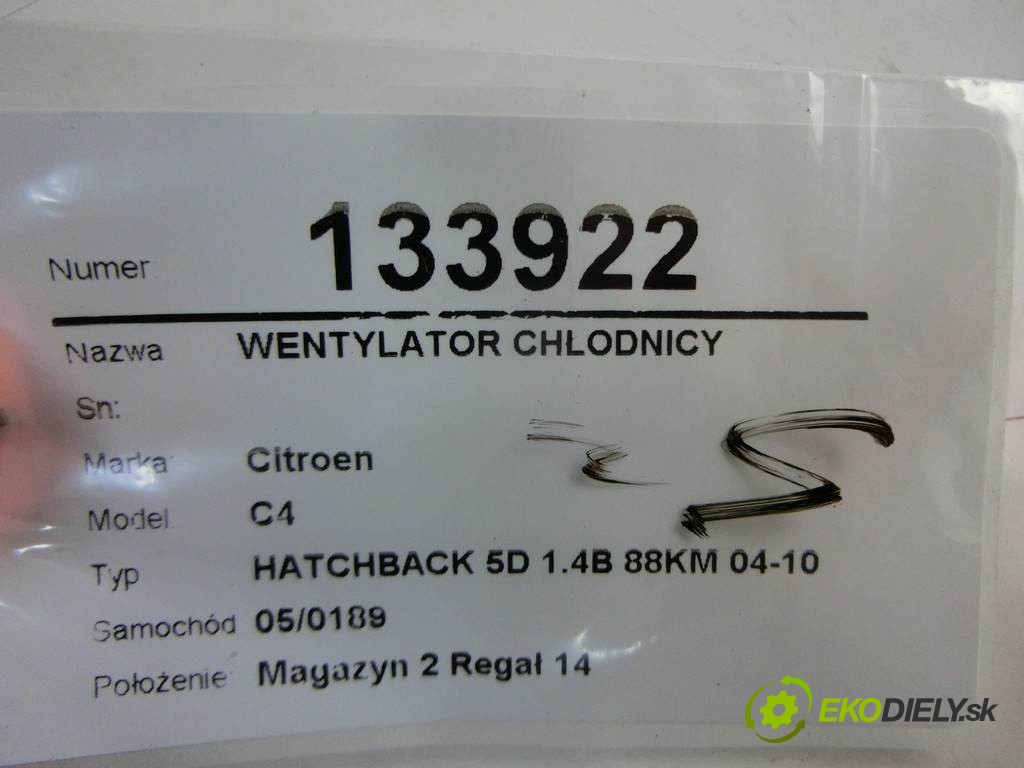 Numer 133922
Nazwa WENTYLATOR CHŁODNICY
Sn:
Marka Citroen
Model C4
Typ HATCHBACK 5D 1.4B 88KM 04-10
Samochód 05/0189
Położenie Magazyn 2 Regał 14
EKODIELY.sk